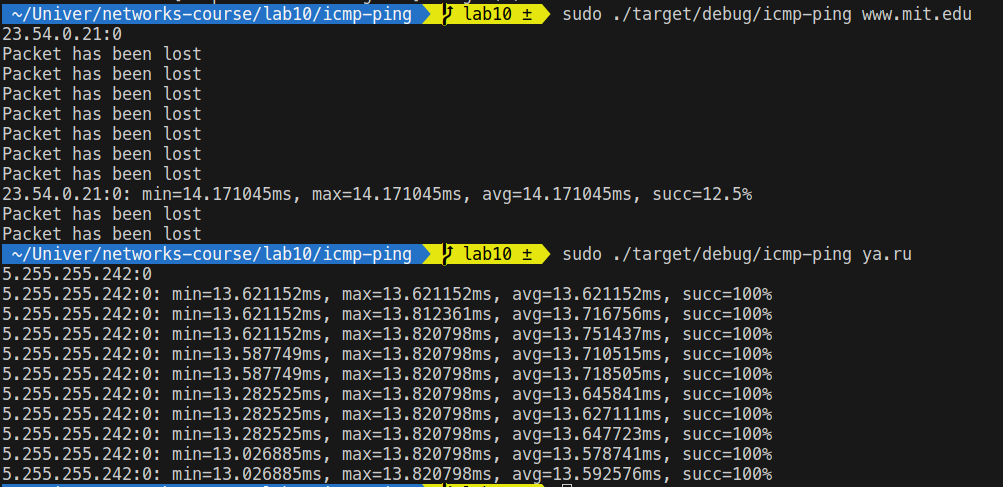 ~/Univer/networks-course/lab10/icmp-ping lab10 ± sudo ./target/debug/icmp-ping www.mit.edu
23.54.0.21:0
Packet has been lost
Packet has been lost
Packet has been lost
Packet has been lost
Packet has been lost
Packet has been lost
Packet has been lost
23.54.0.21:0: min=14.171045ms, max=14.171045ms, avg=14.171045ms, succ=12.5%
Packet has been lost
Packet has been lost
~/Univer/networks-course/lab10/icmp-ping lab10 ± sudo ./target/debug/icmp-ping ya.ru
5.255.255.242:0
5.255.255.242:0: min=13.621152ms, max=13.621152ms, avg=13.621152ms, succ=100%
5.255.255.242:0: min=13.621152ms, max=13.812361ms, avg=13.716756ms, succ=100%
5.255.255.242:0: min=13.621152ms, max=13.820798ms, avg=13.751437ms, succ=100%
5.255.255.242:0: min=13.587749ms, max=13.820798ms, avg=13.710515ms, succ=100%
5.255.255.242:0: min=13.587749ms, max=13.820798ms, avg=13.718505ms, succ=100%
5.255.255.242:0: min=13.282525ms, max=13.820798ms, avg=13.645841ms, succ=100%
5.255.255.242:0: min=13.282525ms, max=13.820798ms, avg=13.627111ms, succ=100%
5.255.255.242:0: min=13.282525ms, max=13.820798ms, avg=13.647723ms, succ=100%
5.255.255.242:0: min=13.026885ms, max=13.820798ms, avg=13.578741ms, succ=100%
5.255.255.242:0: min=13.026885ms, max=13.820798ms, avg=13.592576ms, succ=100%